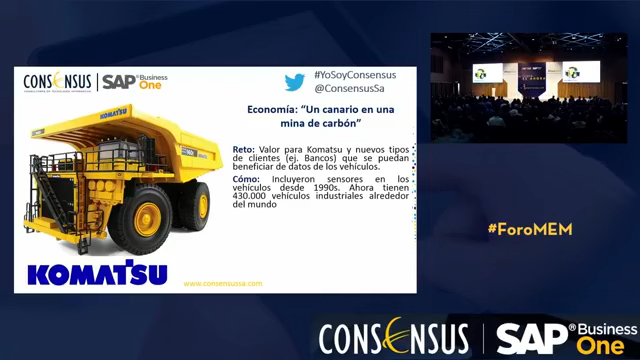 CONSENSUS
SAP Business One
#YoSoyConsensus
@ConsensusSa
Economía: “Un canario en una
mina de carbón”
Reto: Valor para Komatsu y nuevos tipos
de clientes (ej. Bancos) que se puedan
beneficiar de datos de los vehículos.
Cómo: Incluyeron sensores en los
vehículos desde 1990s. Ahora tienen
430.000 vehículos industriales alrededor
del mundo
KOMATSU
KOMATSU
www.consensussa.com
#ForoMEM
CONSENSUS
SAP® Business One